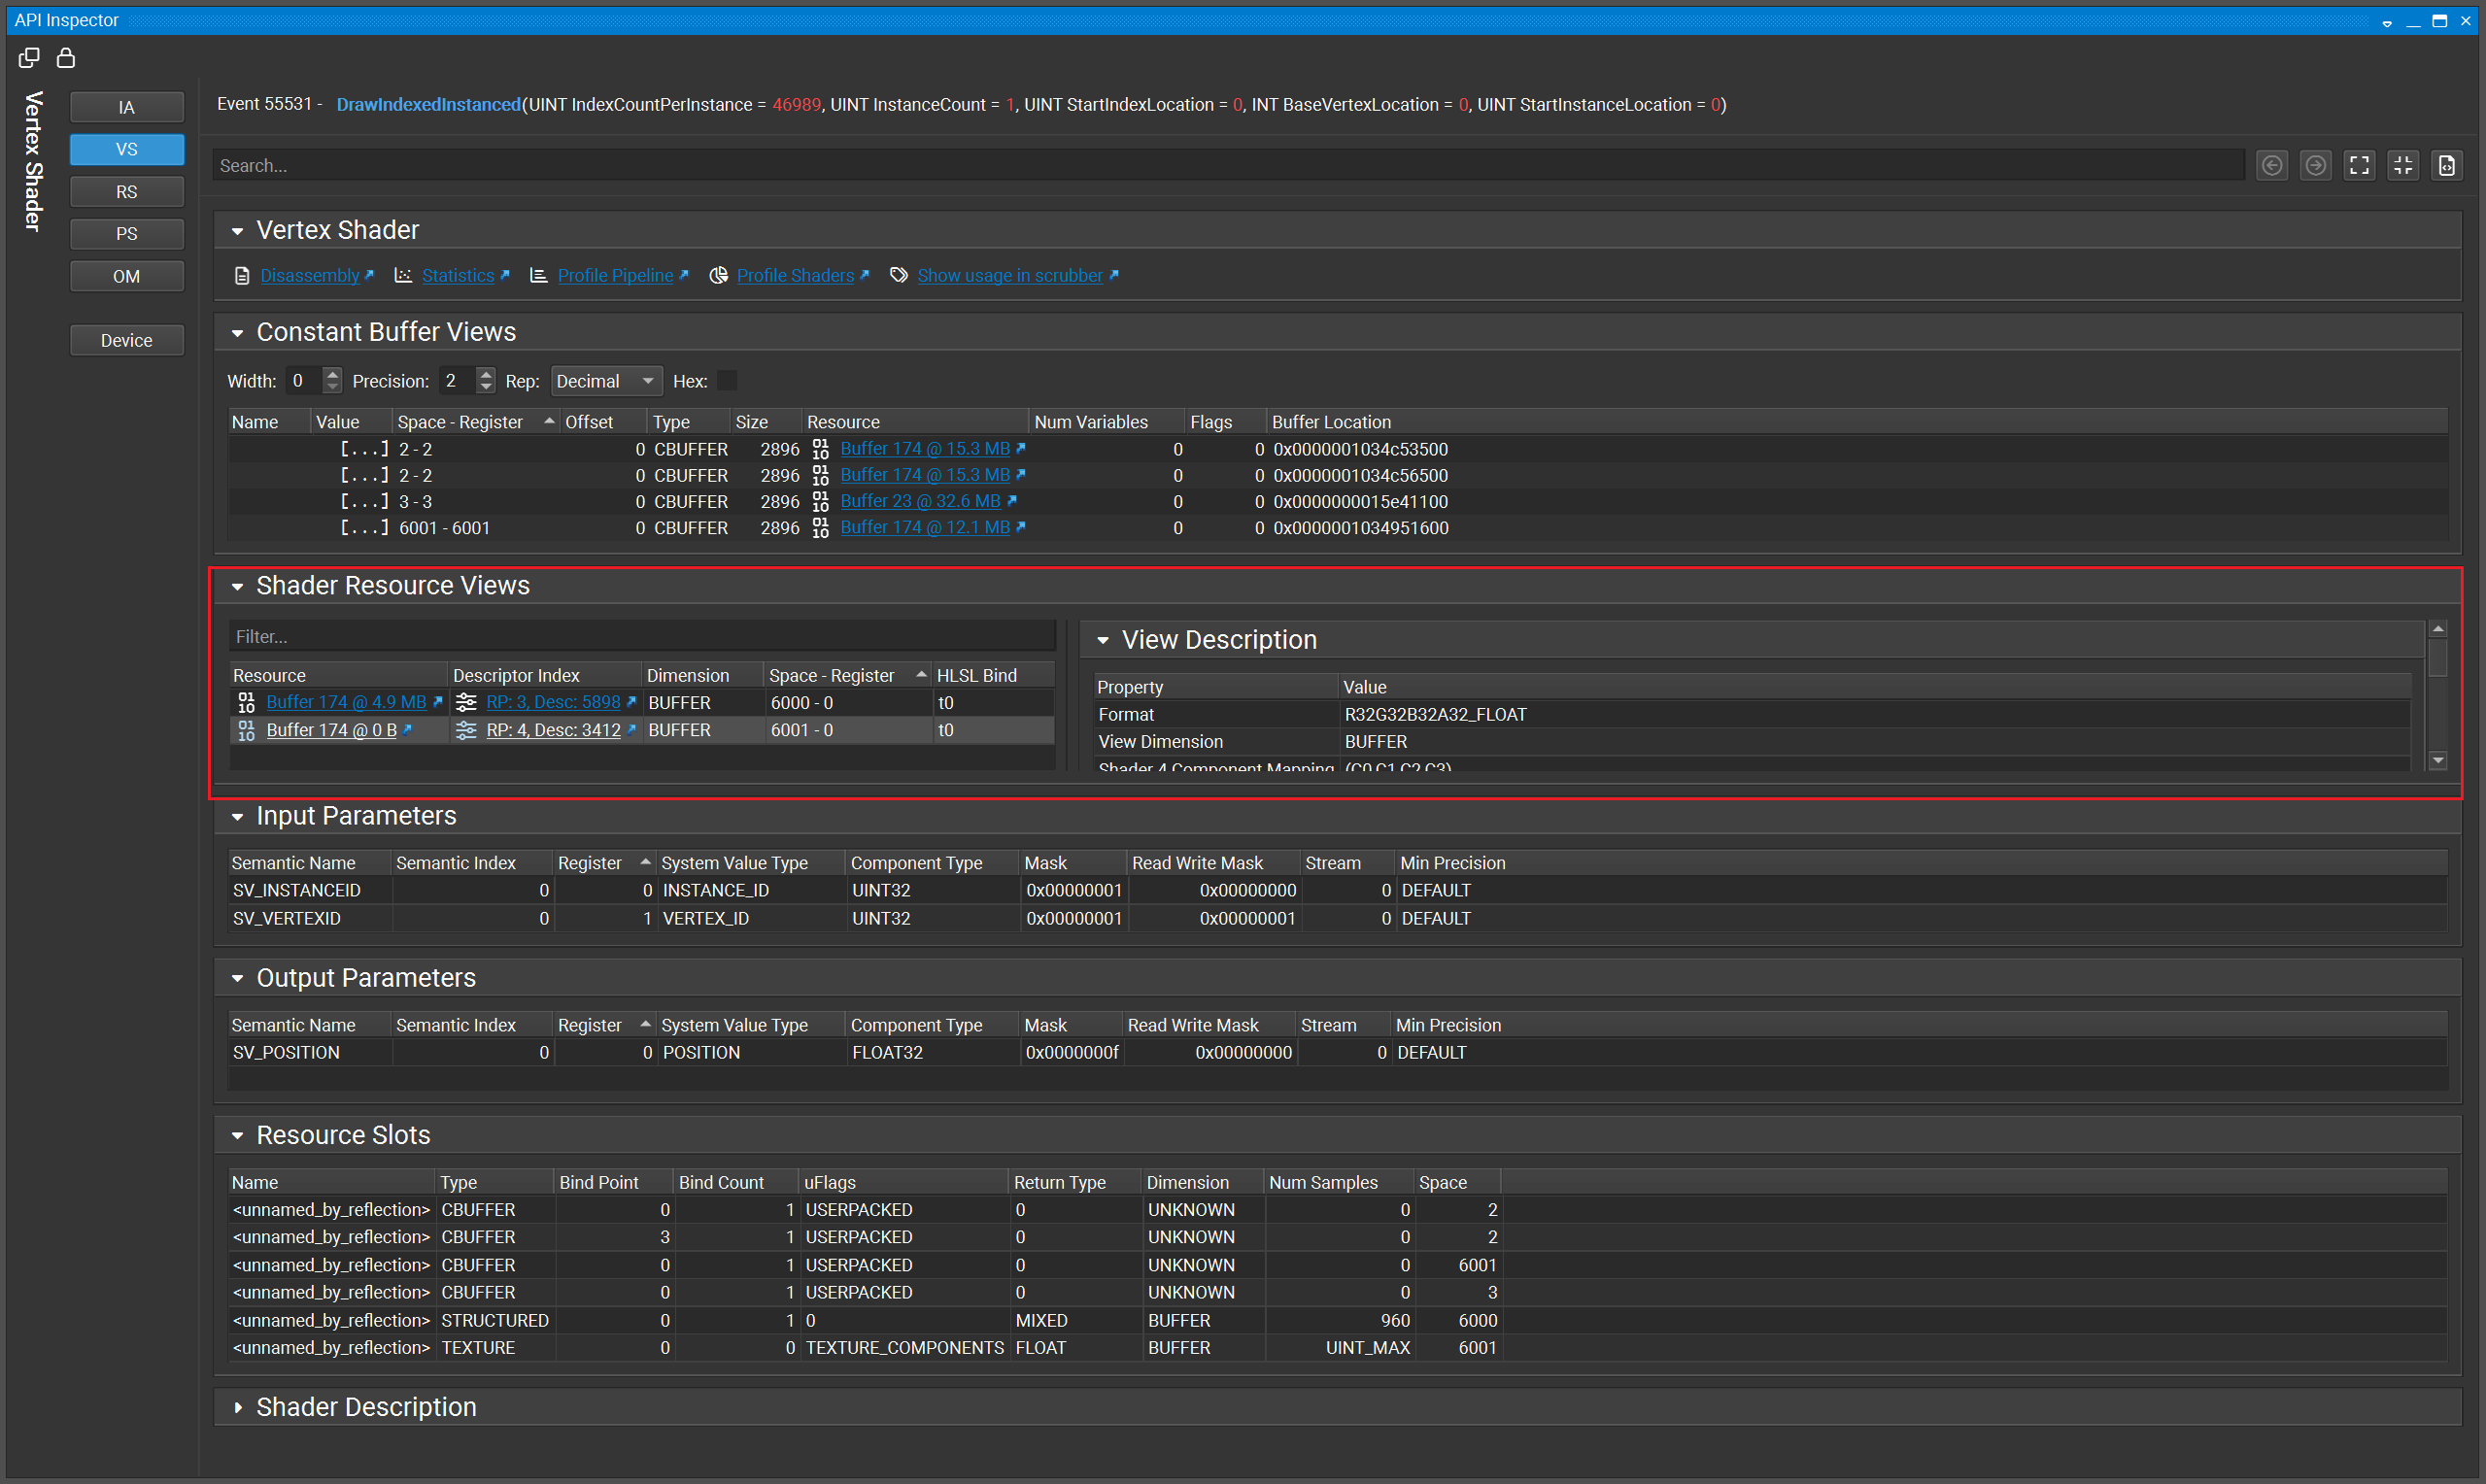 API Inspector
Vertex Shader
IA
VS
RS
PS
OM
Device
Event 55531 - DrawIndexedInstanced(UINT IndexCountPerInstance = 46989, UINT InstanceCount = 1, UINT StartIndexLocation = 0, INT BaseVertexLocation = 0, UINT StartInstanceLocation = 0)
Search...
Vertex Shader
Disassembly Statistics Profile Pipeline Profile Shaders Show usage in scrubber
Constant Buffer Views
Width: 0 Precision: 2 Rep: Decimal Hex:
Name Value Space - Register Offset Type Size Resource Num Variables Flags Buffer Location
[...] 2 - 2 0 CBUFFER 2896 Buffer 174 @ 15.3 MB 0 0 0x0000001034c53500
[...] 2 - 2 0 CBUFFER 2896 Buffer 174 @ 15.3 MB 0 0 0x0000001034c56500
[...] 3 - 3 0 CBUFFER 2896 Buffer 23 @ 32.6 MB 0 0 0x0000000015e41100
[...] 6001 - 6001 0 CBUFFER 2896 Buffer 174 @ 12.1 MB 0 0 0x0000001034951600
Shader Resource Views
Filter...
Resource Descriptor Index Dimension Space - Register HLSL Bind
Buffer 174 @ 4.9 MB RP: 3, Desc: 5898 BUFFER 6000 - 0 t0
Buffer 174 @ 0 B RP: 4, Desc: 3412 BUFFER 6001 - 0 t0
View Description
Property Value
Format R32G32B32A32_FLOAT
View Dimension BUFFER
Shader 4 Component Mapping (C0,C1,C2,C3)
Input Parameters
Semantic Name Semantic Index Register System Value Type Component Type Mask Read Write Mask Stream Min Precision
SV_INSTANCEID 0 0 INSTANCE_ID UINT32 0x00000001 0x00000000 0 DEFAULT
SV_VERTEXID 0 1 VERTEX_ID UINT32 0x00000001 0x00000001 0 DEFAULT
Output Parameters
Semantic Name Semantic Index Register System Value Type Component Type Mask Read Write Mask Stream Min Precision
SV_POSITION 0 0 POSITION FLOAT32 0x0000000f 0x00000000 0 DEFAULT
Resource Slots
Name Type Bind Point Bind Count uFlags Return Type Dimension Num Samples Space
<unnamed_by_reflection> CBUFFER 0 1 USERPACKED 0 UNKNOWN 0 2
<unnamed_by_reflection> CBUFFER 3 1 USERPACKED 0 UNKNOWN 0 2
<unnamed_by_reflection> CBUFFER 0 1 USERPACKED 0 UNKNOWN 0 6001
<unnamed_by_reflection> CBUFFER 0 1 USERPACKED 0 UNKNOWN 0 3
<unnamed_by_reflection> STRUCTURED 0 1 0 MIXED BUFFER 960 6000
<unnamed_by_reflection> TEXTURE 0 0 TEXTURE_COMPONENTS FLOAT BUFFER UINT_MAX 6001
Shader Description